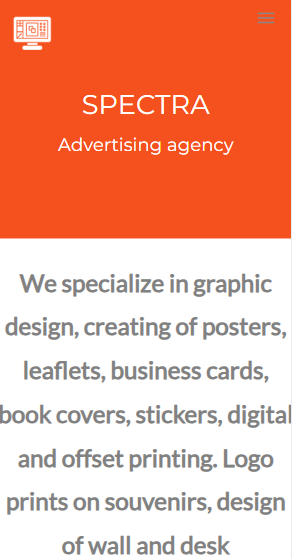 SPECTRA
Advertising agency
We specialize in graphic
design, creating of posters,
leaflets, business cards,
book covers, stickers, digital
and offset printing. Logo
prints on souvenirs, design
of wall and desk